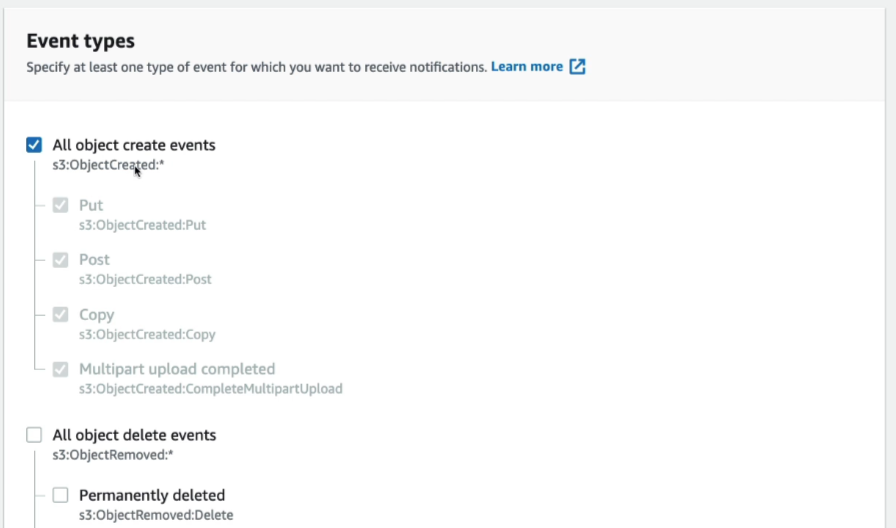 Event types
Specify at least one type of event for which you want to receive notifications. Learn more
All object create events
s3:ObjectCreated:*
Put
s3:ObjectCreated:Put
Post
s3:ObjectCreated:Post
Copy
s3:ObjectCreated:Copy
Multipart upload completed
s3:ObjectCreated:CompleteMultipartUpload
All object delete events
s3:ObjectRemoved:*
Permanently deleted
s3:ObjectRemoved:Delete